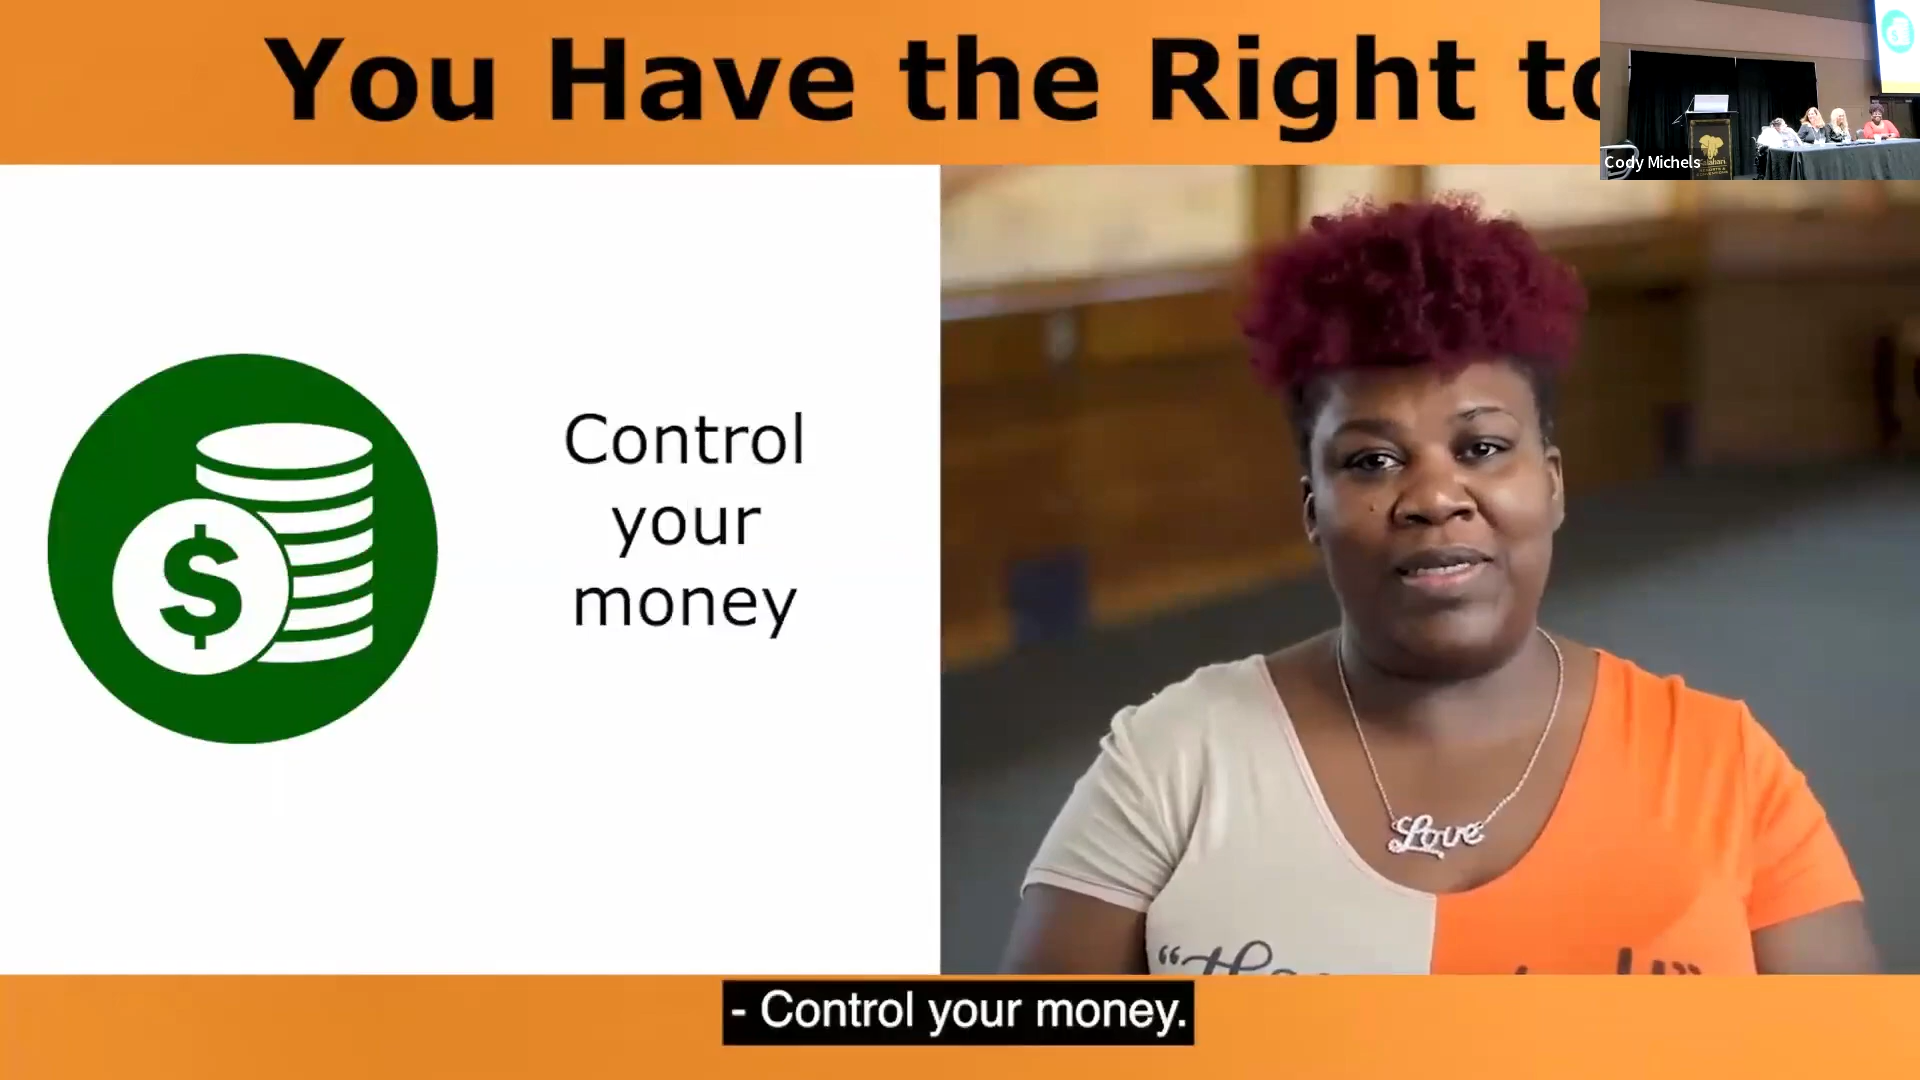 You Have the Right to
Cody Michels
Control
your
money
$
Love
- Control your money.